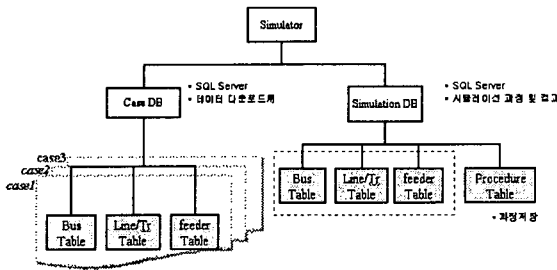 Simulator
Case DB
• SQL Server
• 데이터 다운로드用
Simulation DB
• SQL Server
• 시뮬레이션 과정 및 결과
case3
case2
case1
Bus Table
Line/Tr Table
feeder Table
Bus Table
Line/Tr Table
feeder Table
Procedure Table
• 과정저장